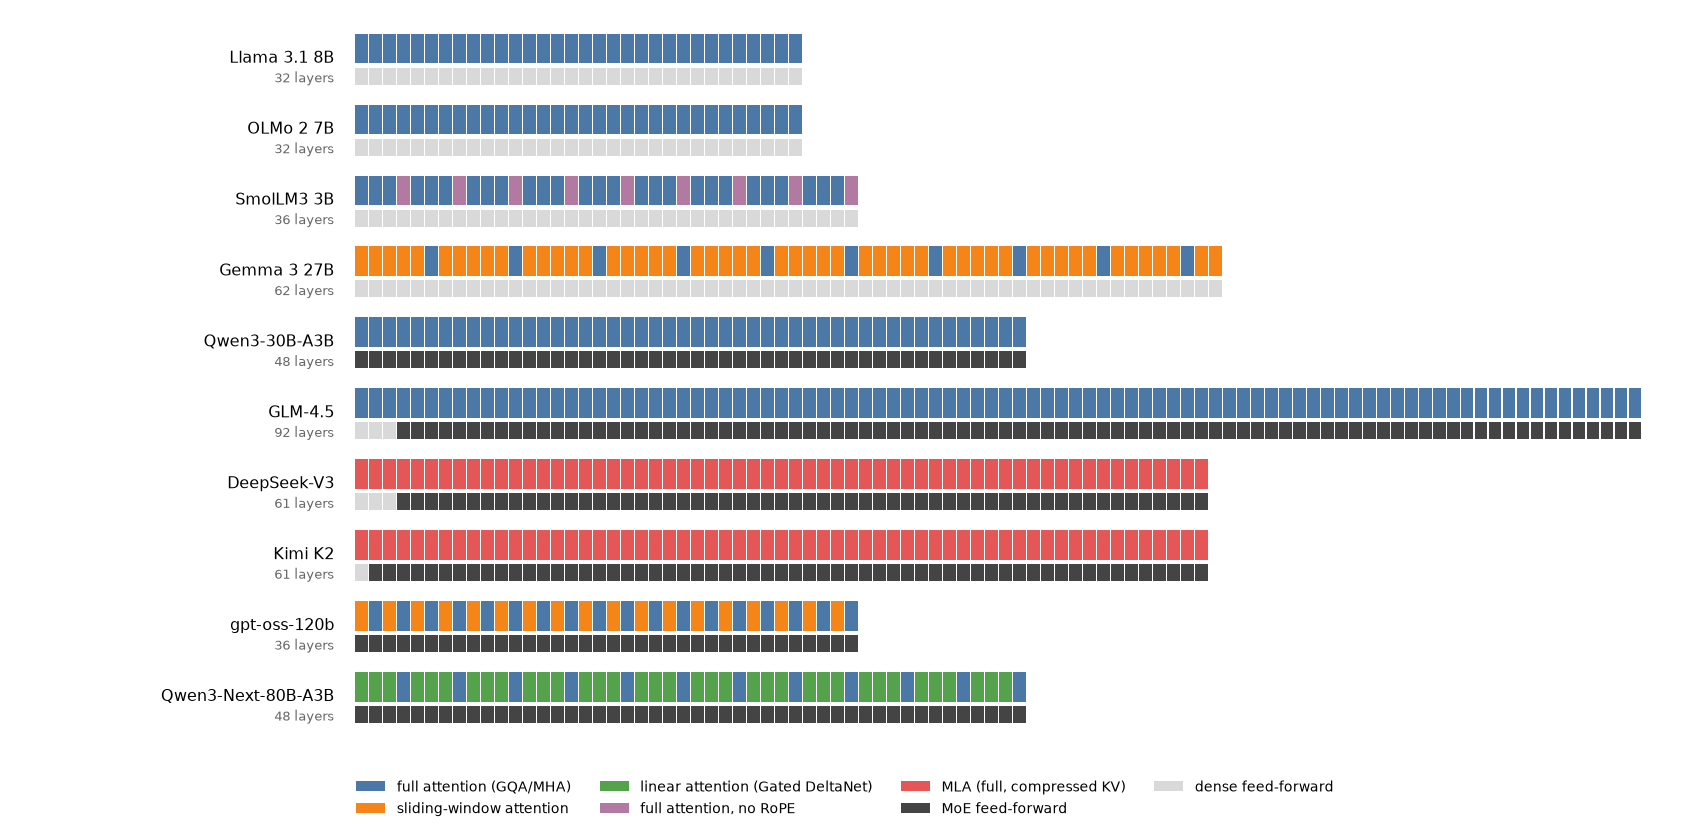 Llama 3.1 8B
32 layers
OLMo 2 7B
32 layers
SmolLM3 3B
36 layers
Gemma 3 27B
62 layers
Qwen3-30B-A3B
48 layers
GLM-4.5
92 layers
DeepSeek-V3
61 layers
Kimi K2
61 layers
gpt-oss-120b
36 layers
Qwen3-Next-80B-A3B
48 layers
full attention (GQA/MHA)
sliding-window attention
linear attention (Gated DeltaNet)
full attention, no RoPE
MLA (full, compressed KV)
MoE feed-forward
dense feed-forward